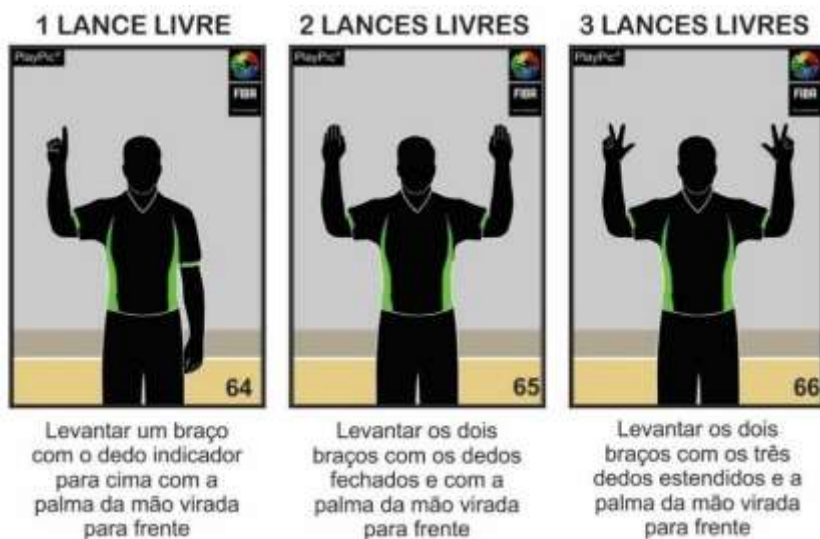 1 LANCE LIVRE
PlayPic®
FIBA
64
Levantar um braço
com o dedo indicador
para cima com a
palma da mão virada
para frente
2 LANCES LIVRES
PlayPic®
FIBA
65
Levantar os dois
braços com os dedos
fechados e com a
palma da mão virada
para frente
3 LANCES LIVRES
PlayPic®
FIBA
66
Levantar os dois
braços com os três
dedos estendidos e a
palma da mão virada
para frente